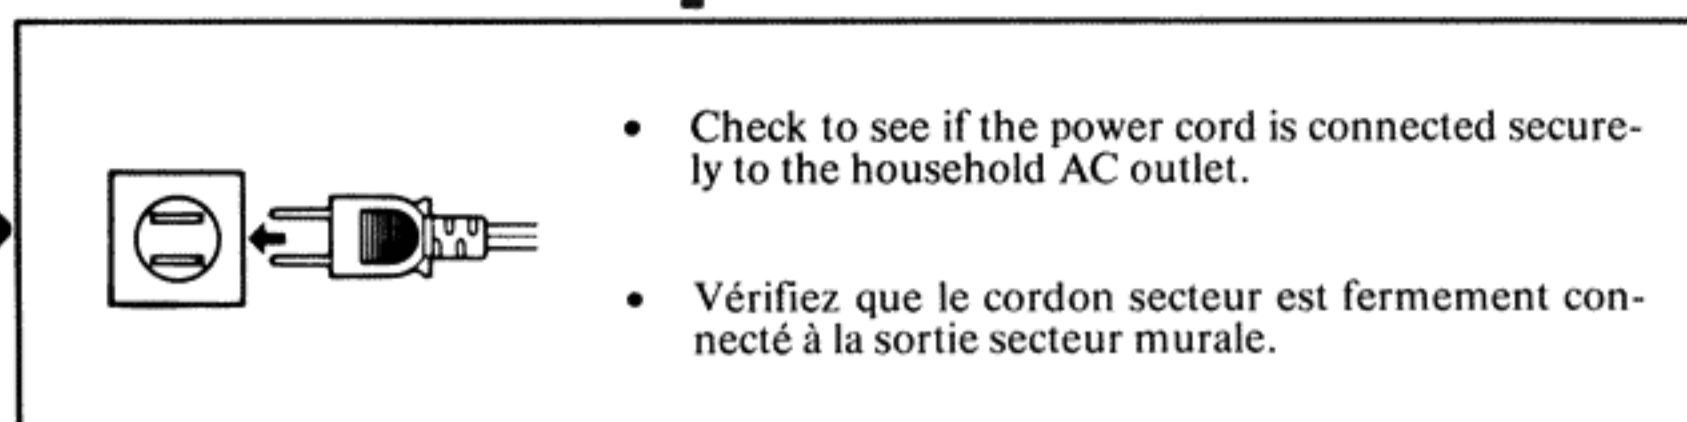 • Check to see if the power cord is connected secure-
ly to the household AC outlet.
• Vérifiez que le cordon secteur est fermement con-
necté à la sortie secteur murale.